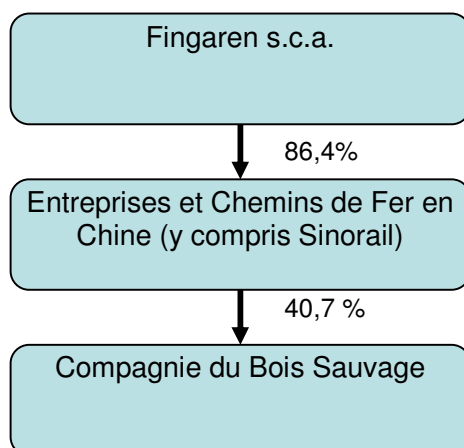 Fingaren s.c.a.
86,4%
Entreprises et Chemins de Fer en
Chine (y compris Sinorail)
40,7 %
Compagnie du Bois Sauvage